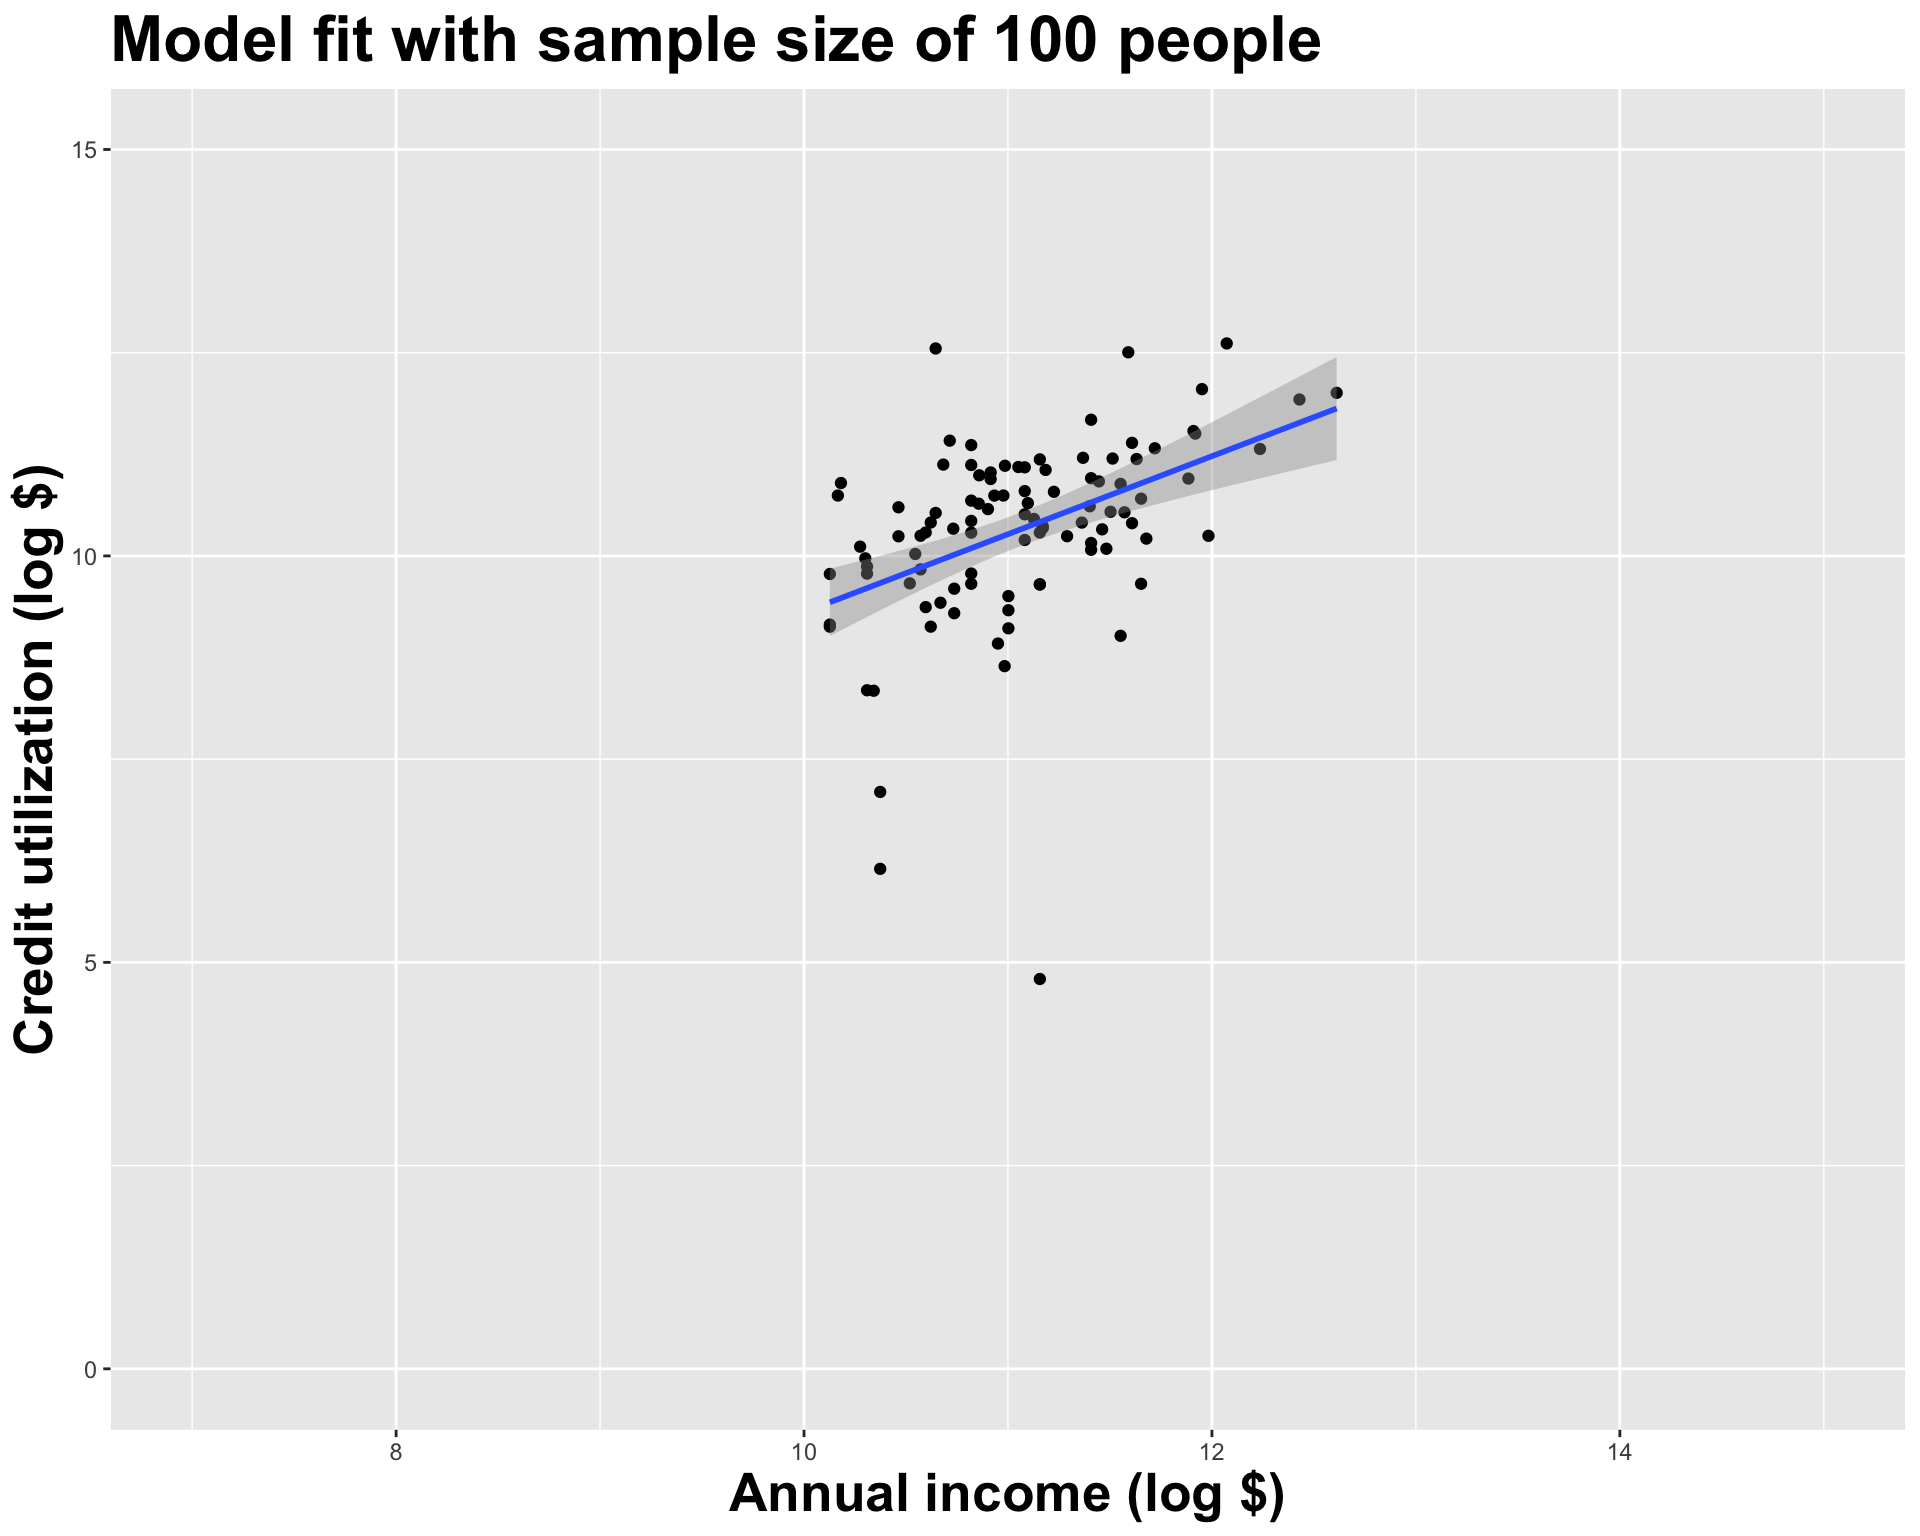 Model fit with sample size of 100 people
Credit utilization (log $)
15
10
5
0
8
10
12
14
Annual income (log $)